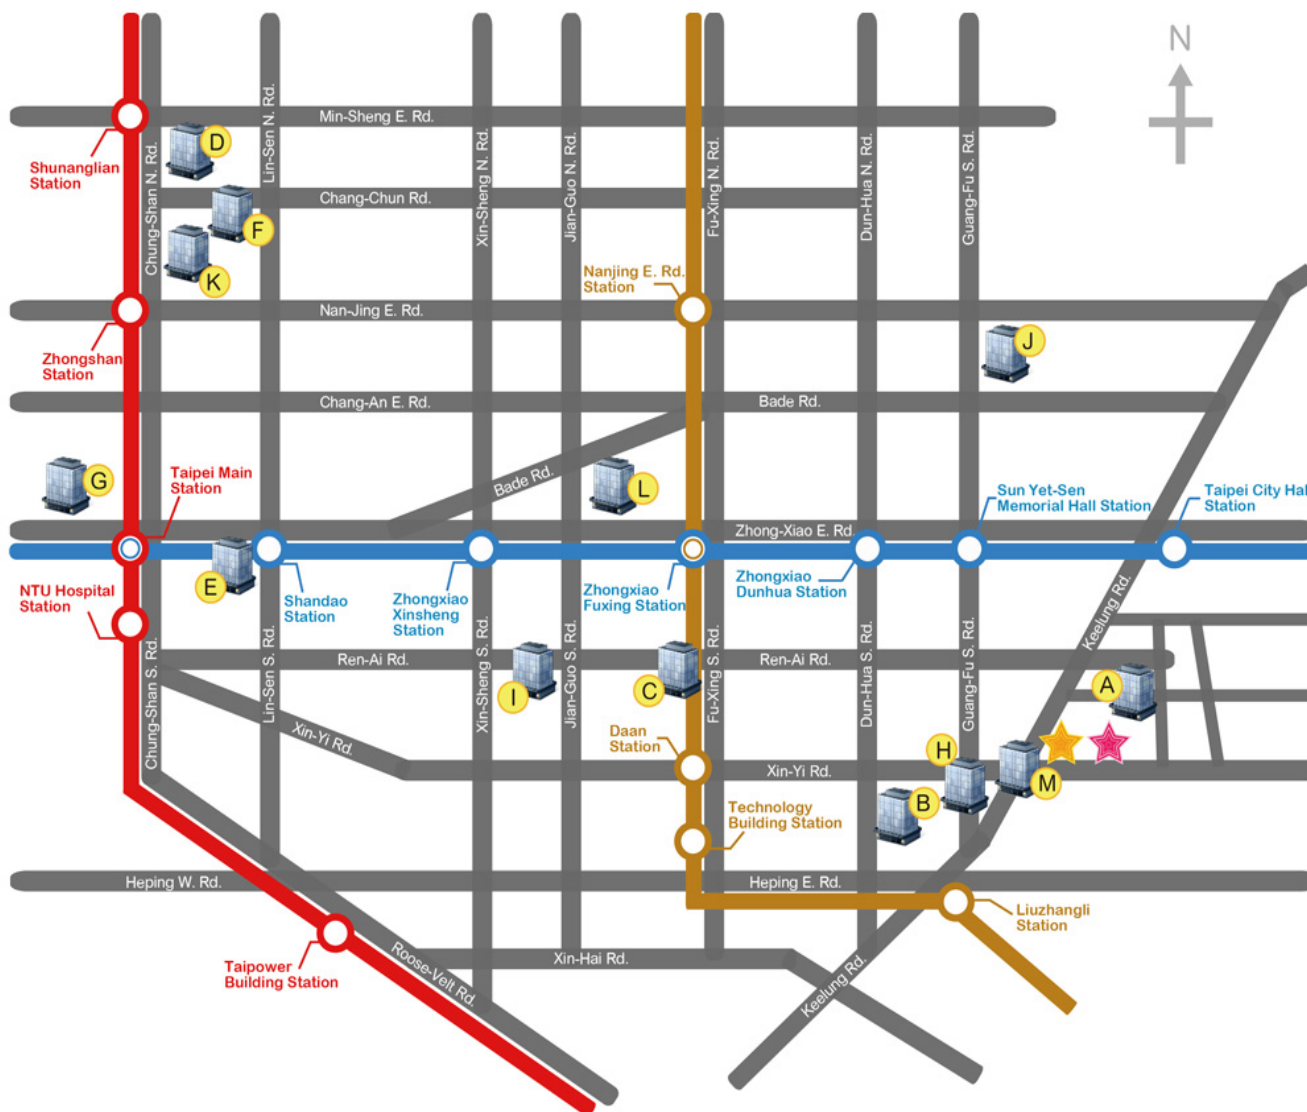 N
Min-Sheng E. Rd.
Shunanglian
Station
D
Chung-Shan N. Rd.
Lin-Sen N. Rd.
Xin-Sheng N. Rd.
Jian-Guo N. Rd.
Fu-Xing N. Rd.
Dun-Hua N. Rd.
Guang-Fu S. Rd.
Chang-Chun Rd.
F
K
Nanjing E. Rd.
Station
Nan-Jing E. Rd.
Zhongshan
Station
J
Chang-An E. Rd.
Bade Rd.
Bade Rd.
G
L
Taipei Main
Station
Sun Yet-Sen
Memorial Hall Station
Taipei City Hal
Station
Zhong-Xiao E. Rd.
E
NTU Hospital
Station
Shandao
Station
Zhongxiao
Xinsheng
Station
Zhongxiao
Fuxing Station
Zhongxiao
Dunhua Station
Keelung Rd.
Chung-Shan S. Rd.
Lin-Sen S. Rd.
Xin-Sheng S. Rd.
Jian-Guo S. Rd.
Fu-Xing S. Rd.
Dun-Hua S. Rd.
Guang-Fu S. Rd.
Ren-Ai Rd.
Ren-Ai Rd.
I
C
A
Xin-Yi Rd.
Daan
Station
Xin-Yi Rd.
H
M
B
Technology
Building Station
Heping W. Rd.
Heping E. Rd.
Liuzhangli
Station
Taipower
Building Station
Roose-Velt Rd.
Xin-Hai Rd.
Keelung Rd.